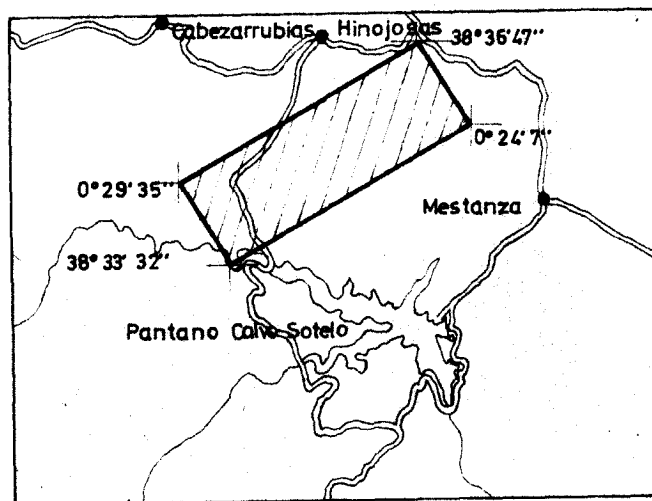 Cabezarrubias
Hinojosas
38° 36' 47''
0° 24' 7''
0° 29' 35''
Mestanza
38° 33' 32''
Pantano Calvo Sotelo